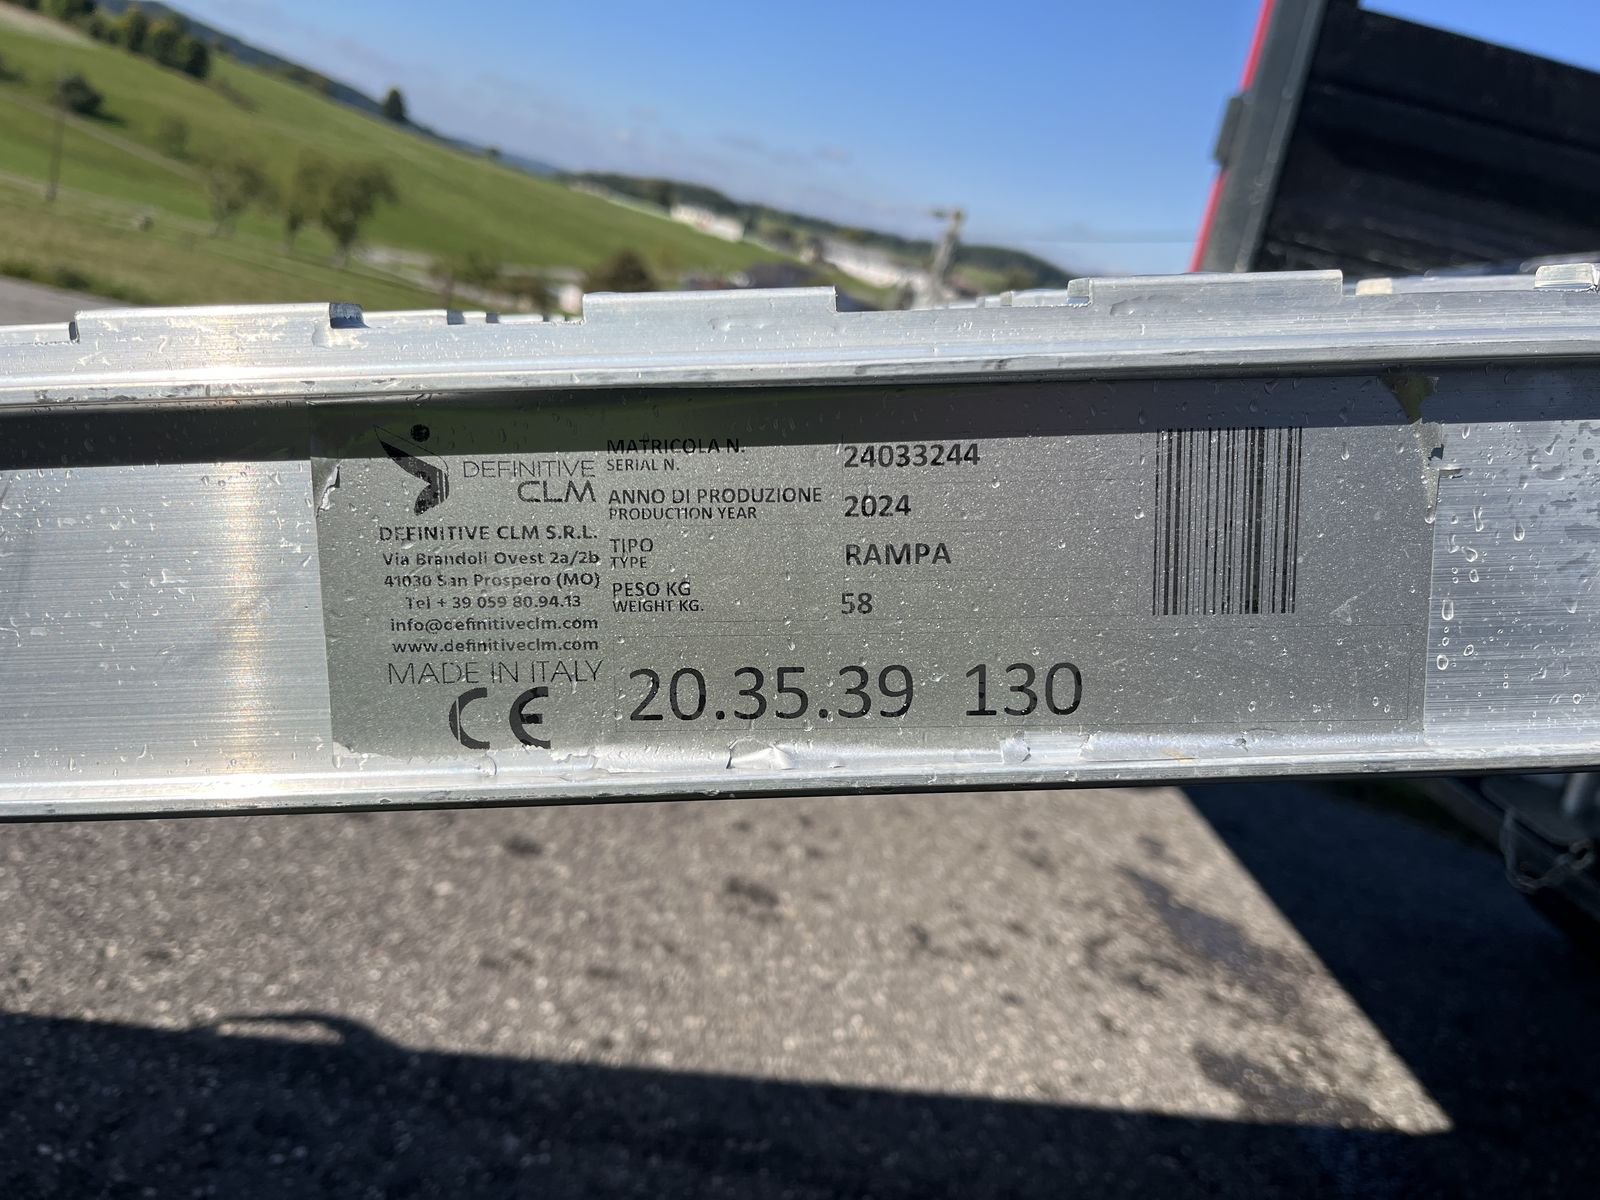 DEFINITIVE
CLM
DEFINITIVE CLM S.R.L.
Via Brandoli Ovest 2a/2b
41030 San Prospero (MO)
Tel + 39 059 80.94.13
info@definitiveclm.com
www.definitiveclm.com
MADE IN ITALY
CE
MATRICOLA N.
SERIAL N.
24033244
ANNO DI PRODUZIONE
PRODUCTION YEAR
2024
TIPO
TYPE
RAMPA
PESO KG
WEIGHT KG.
58
20.35.39 130